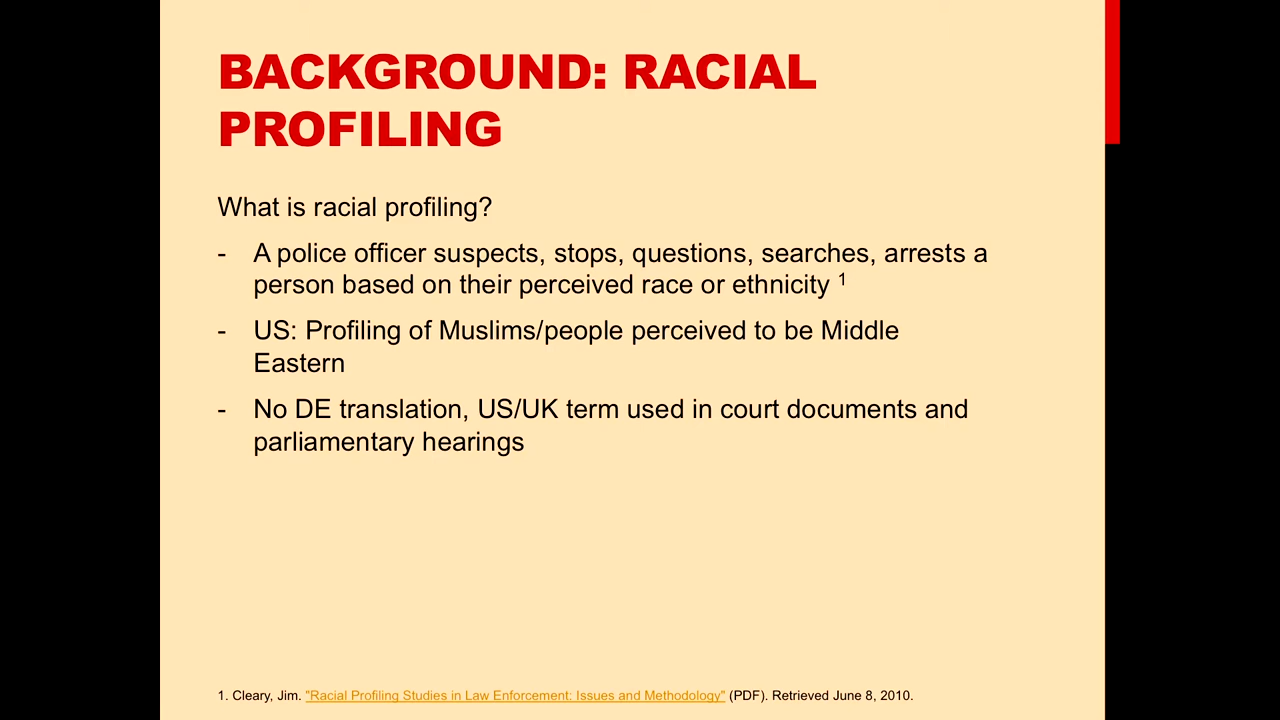 BACKGROUND: RACIAL
PROFILING
What is racial profiling?
- A police officer suspects, stops, questions, searches, arrests a
person based on their perceived race or ethnicity 1
- US: Profiling of Muslims/people perceived to be Middle
Eastern
- No DE translation, US/UK term used in court documents and
parliamentary hearings
1. Cleary, Jim. "Racial Profiling Studies in Law Enforcement: Issues and Methodology" (PDF). Retrieved June 8, 2010.